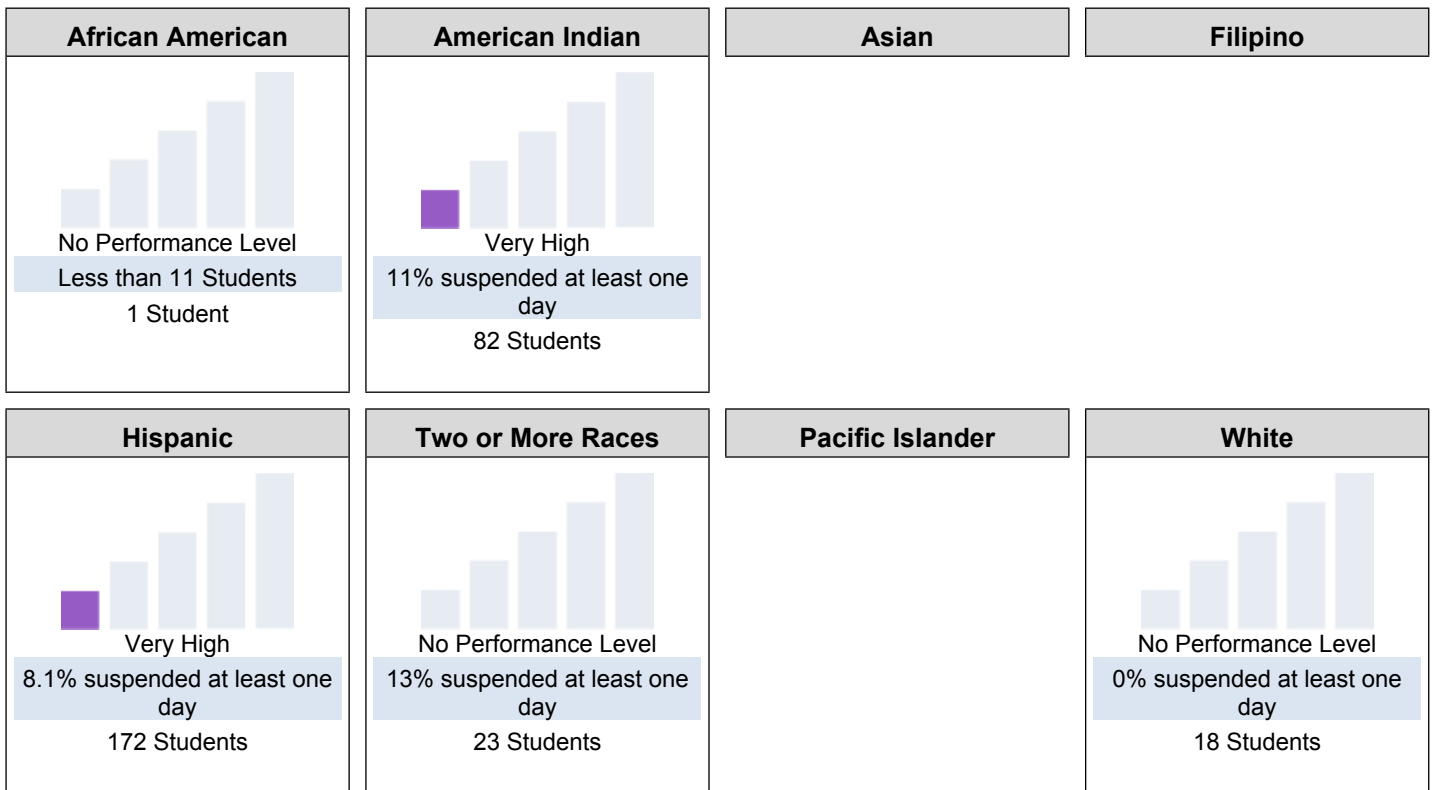 African American
No Performance Level
Less than 11 Students
1 Student
American Indian
Very High
11% suspended at least one
day
82 Students
Asian
Filipino
Hispanic
Very High
8.1% suspended at least one
day
172 Students
Two or More Races
No Performance Level
13% suspended at least one
day
23 Students
Pacific Islander
White
No Performance Level
0% suspended at least one
day
18 Students